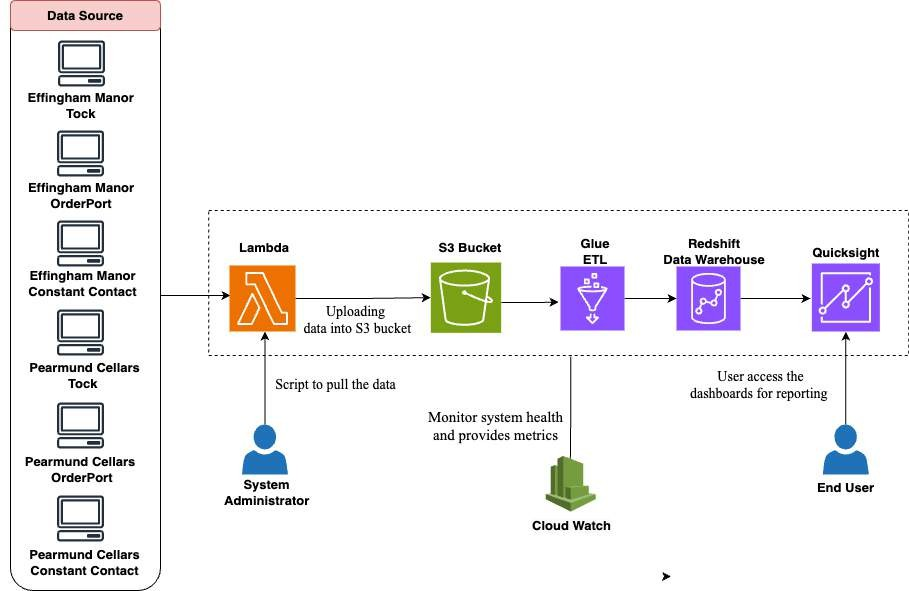 Data Source
Effingham Manor
Tock
Effingham Manor
OrderPort
Effingham Manor
Constant Contact
Pearmund Cellars
Tock
Pearmund Cellars
OrderPort
Pearmund Cellars
Constant Contact
Lambda
Uploading
data into S3 bucket
S3 Bucket
Glue
ETL
Redshift
Data Warehouse
Quicksight
Script to pull the data
System
Administrator
Monitor system health
and provides metrics
Cloud Watch
User access the
dashboards for reporting
End User